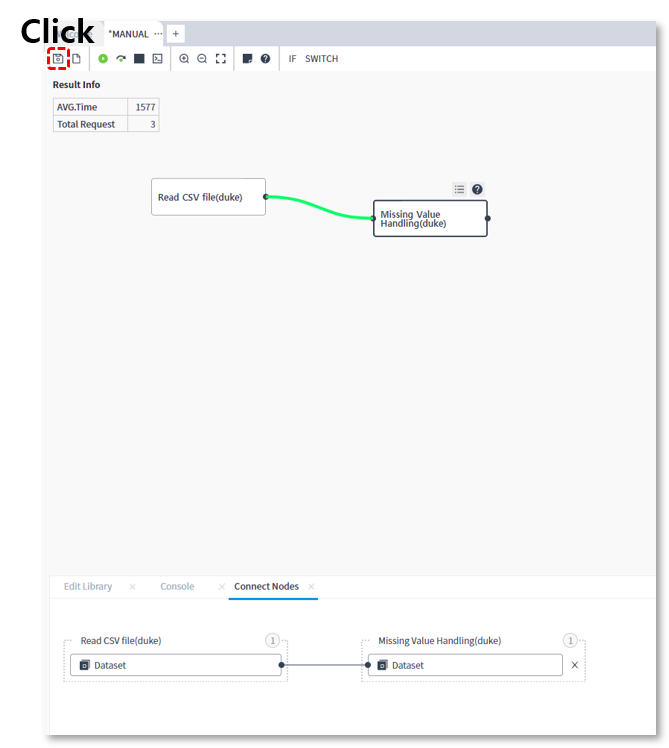 Click
*MANUAL ··· +
IF SWITCH
Result Info
AVG.Time 1577
Total Request 3
Read CSV file(duke)
Missing Value
Handling(duke)
Edit Library × Console × Connect Nodes ×
Read CSV file(duke) 1
Missing Value Handling(duke) 1
Dataset
Dataset X